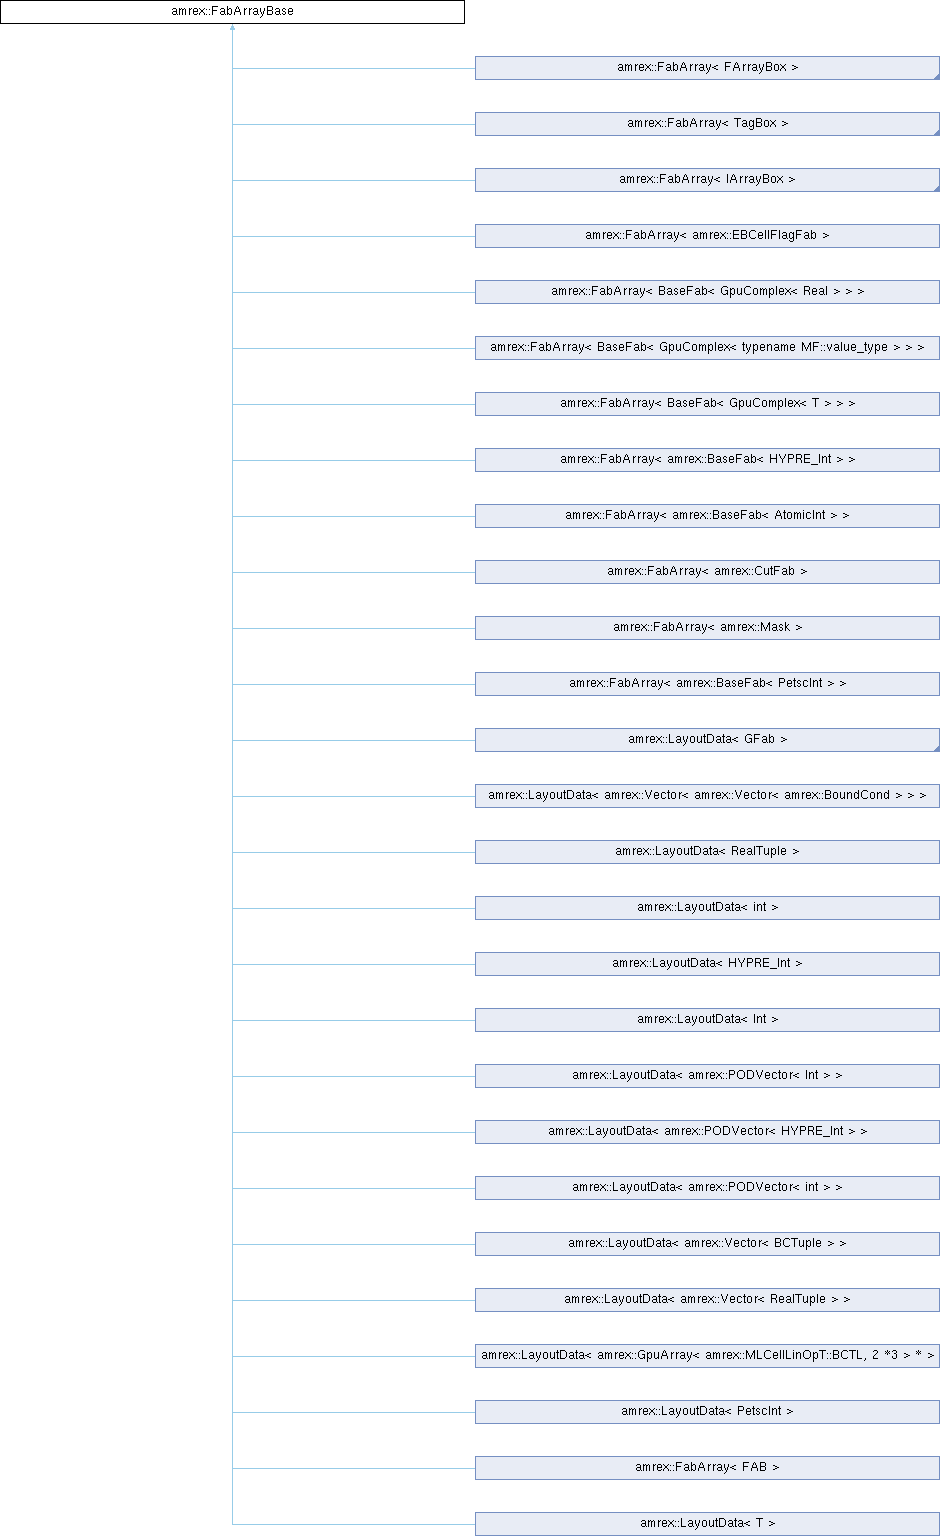 amrex::FabArrayBase
amrex::FabArray< FArrayBox >
amrex::FabArray< TagBox >
amrex::FabArray< IArrayBox >
amrex::FabArray< amrex::EBCellFlagFab >
amrex::FabArray< BaseFab< GpuComplex< Real > > >
amrex::FabArray< BaseFab< GpuComplex< typename MF::value_type > > >
amrex::FabArray< BaseFab< GpuComplex< T > > >
amrex::FabArray< amrex::BaseFab< HYPRE_Int > >
amrex::FabArray< amrex::BaseFab< AtomicInt > >
amrex::FabArray< amrex::CutFab >
amrex::FabArray< amrex::Mask >
amrex::FabArray< amrex::BaseFab< PetscInt > >
amrex::LayoutData< GFab >
amrex::LayoutData< amrex::Vector< amrex::Vector< amrex::BoundCond > > >
amrex::LayoutData< RealTuple >
amrex::LayoutData< int >
amrex::LayoutData< HYPRE_Int >
amrex::LayoutData< Int >
amrex::LayoutData< amrex::PODVector< Int > >
amrex::LayoutData< amrex::PODVector< HYPRE_Int > >
amrex::LayoutData< amrex::PODVector< int > >
amrex::LayoutData< amrex::Vector< BCTuple > >
amrex::LayoutData< amrex::Vector< RealTuple > >
amrex::LayoutData< amrex::GpuArray< amrex::MLCellLinOpT::BCTL, 2 *3 > * >
amrex::LayoutData< PetscInt >
amrex::FabArray< FAB >
amrex::LayoutData< T >